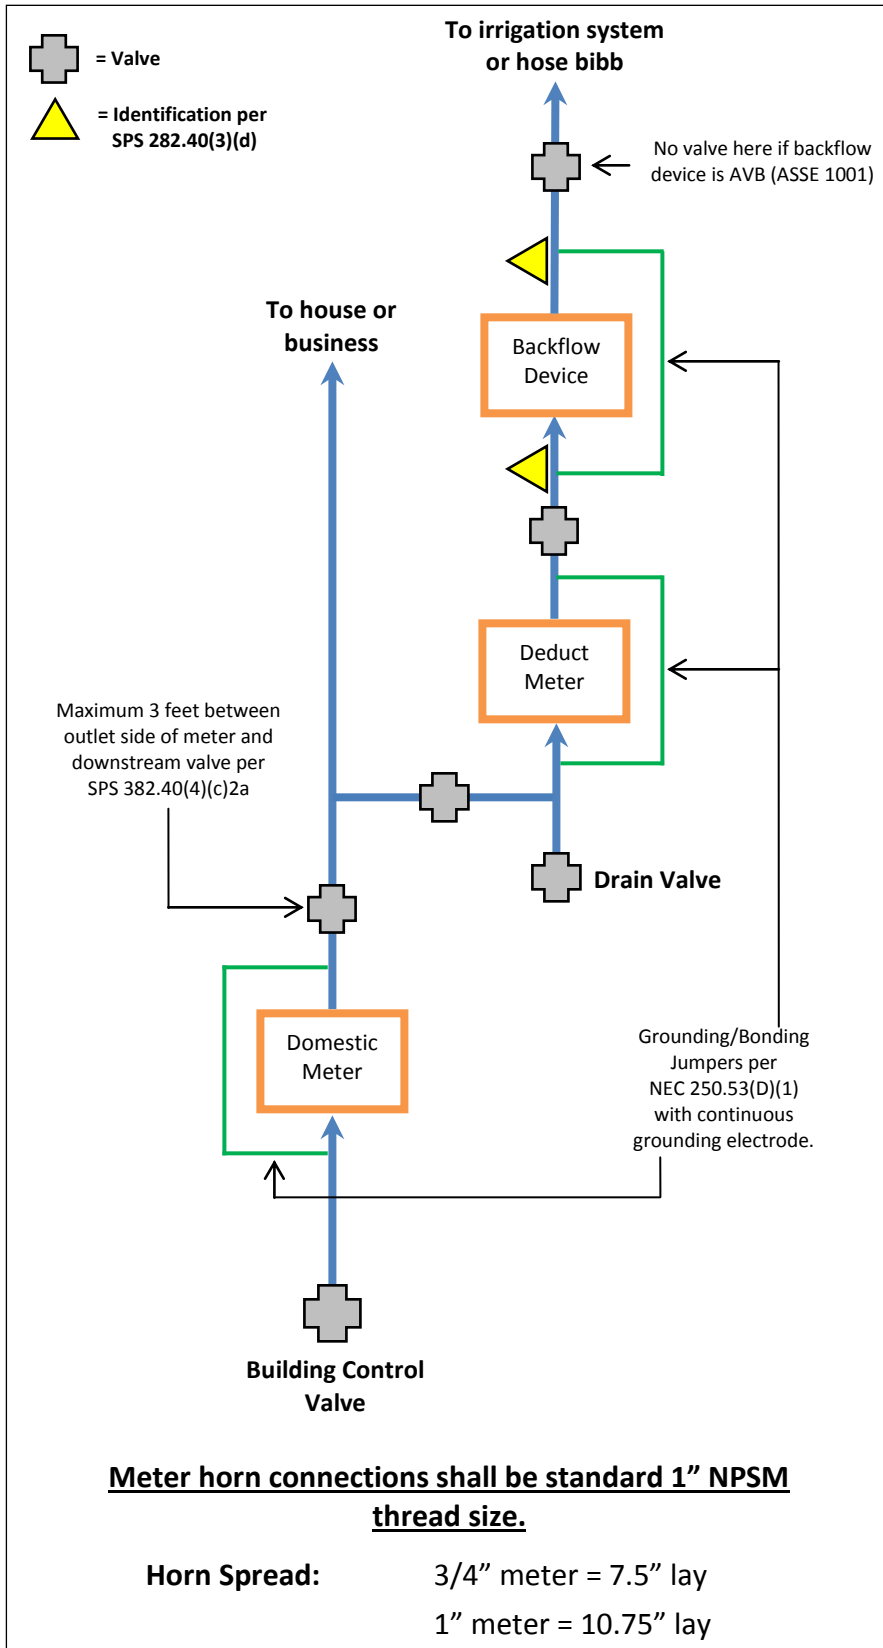 To irrigation system
or hose bibb
= Valve
= Identification per
SPS 282.40(3)(d)
No valve here if backflow
device is AVB (ASSE 1001)
To house or
business
Backflow
Device
Deduct
Meter
Maximum 3 feet between
outlet side of meter and
downstream valve per
SPS 382.40(4)(c)2a
Drain Valve
Domestic
Meter
Grounding/Bonding
Jumpers per
NEC 250.53(D)(1)
with continuous
grounding electrode.
Building Control
Valve
Meter horn connections shall be standard 1” NPSM
thread size.
Horn Spread: 3/4” meter = 7.5” lay
1” meter = 10.75” lay